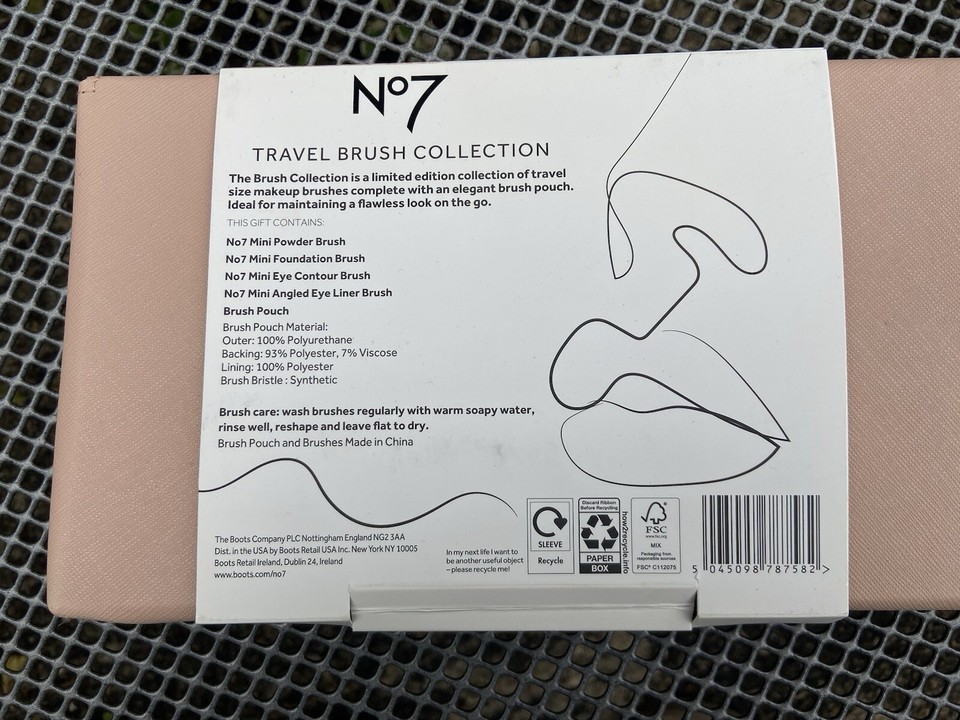 No7
TRAVEL BRUSH COLLECTION
The Brush Collection is a limited edition collection of travel
size makeup brushes complete with an elegant brush pouch.
Ideal for maintaining a flawless look on the go.
THIS GIFT CONTAINS:
No7 Mini Powder Brush
No7 Mini Foundation Brush
No7 Mini Eye Contour Brush
No7 Mini Angled Eye Liner Brush
Brush Pouch
Brush Pouch Material:
Outer: 100% Polyurethane
Backing: 93% Polyester, 7% Viscose
Lining: 100% Polyester
Brush Bristle : Synthetic
Brush care: wash brushes regularly with warm soapy water,
rinse well, reshape and leave flat to dry.
Brush Pouch and Brushes Made in China
The Boots Company PLC Nottingham England NG2 3AA
Dist. in the USA by Boots Retail USA Inc. New York NY 10005
Boots Retail Ireland, Dublin 24, Ireland
www.boots.com/no7
In my next life I want to
be another useful object
– please recycle me!
SLEEVE
Recycle
Discard Ribbon
Before Recycling
PAPER
BOX
how2recycle.info
FSC
www.fsc.org
MIX
Packaging from
responsible sources
FSC® C112075
5 045098 787582 >